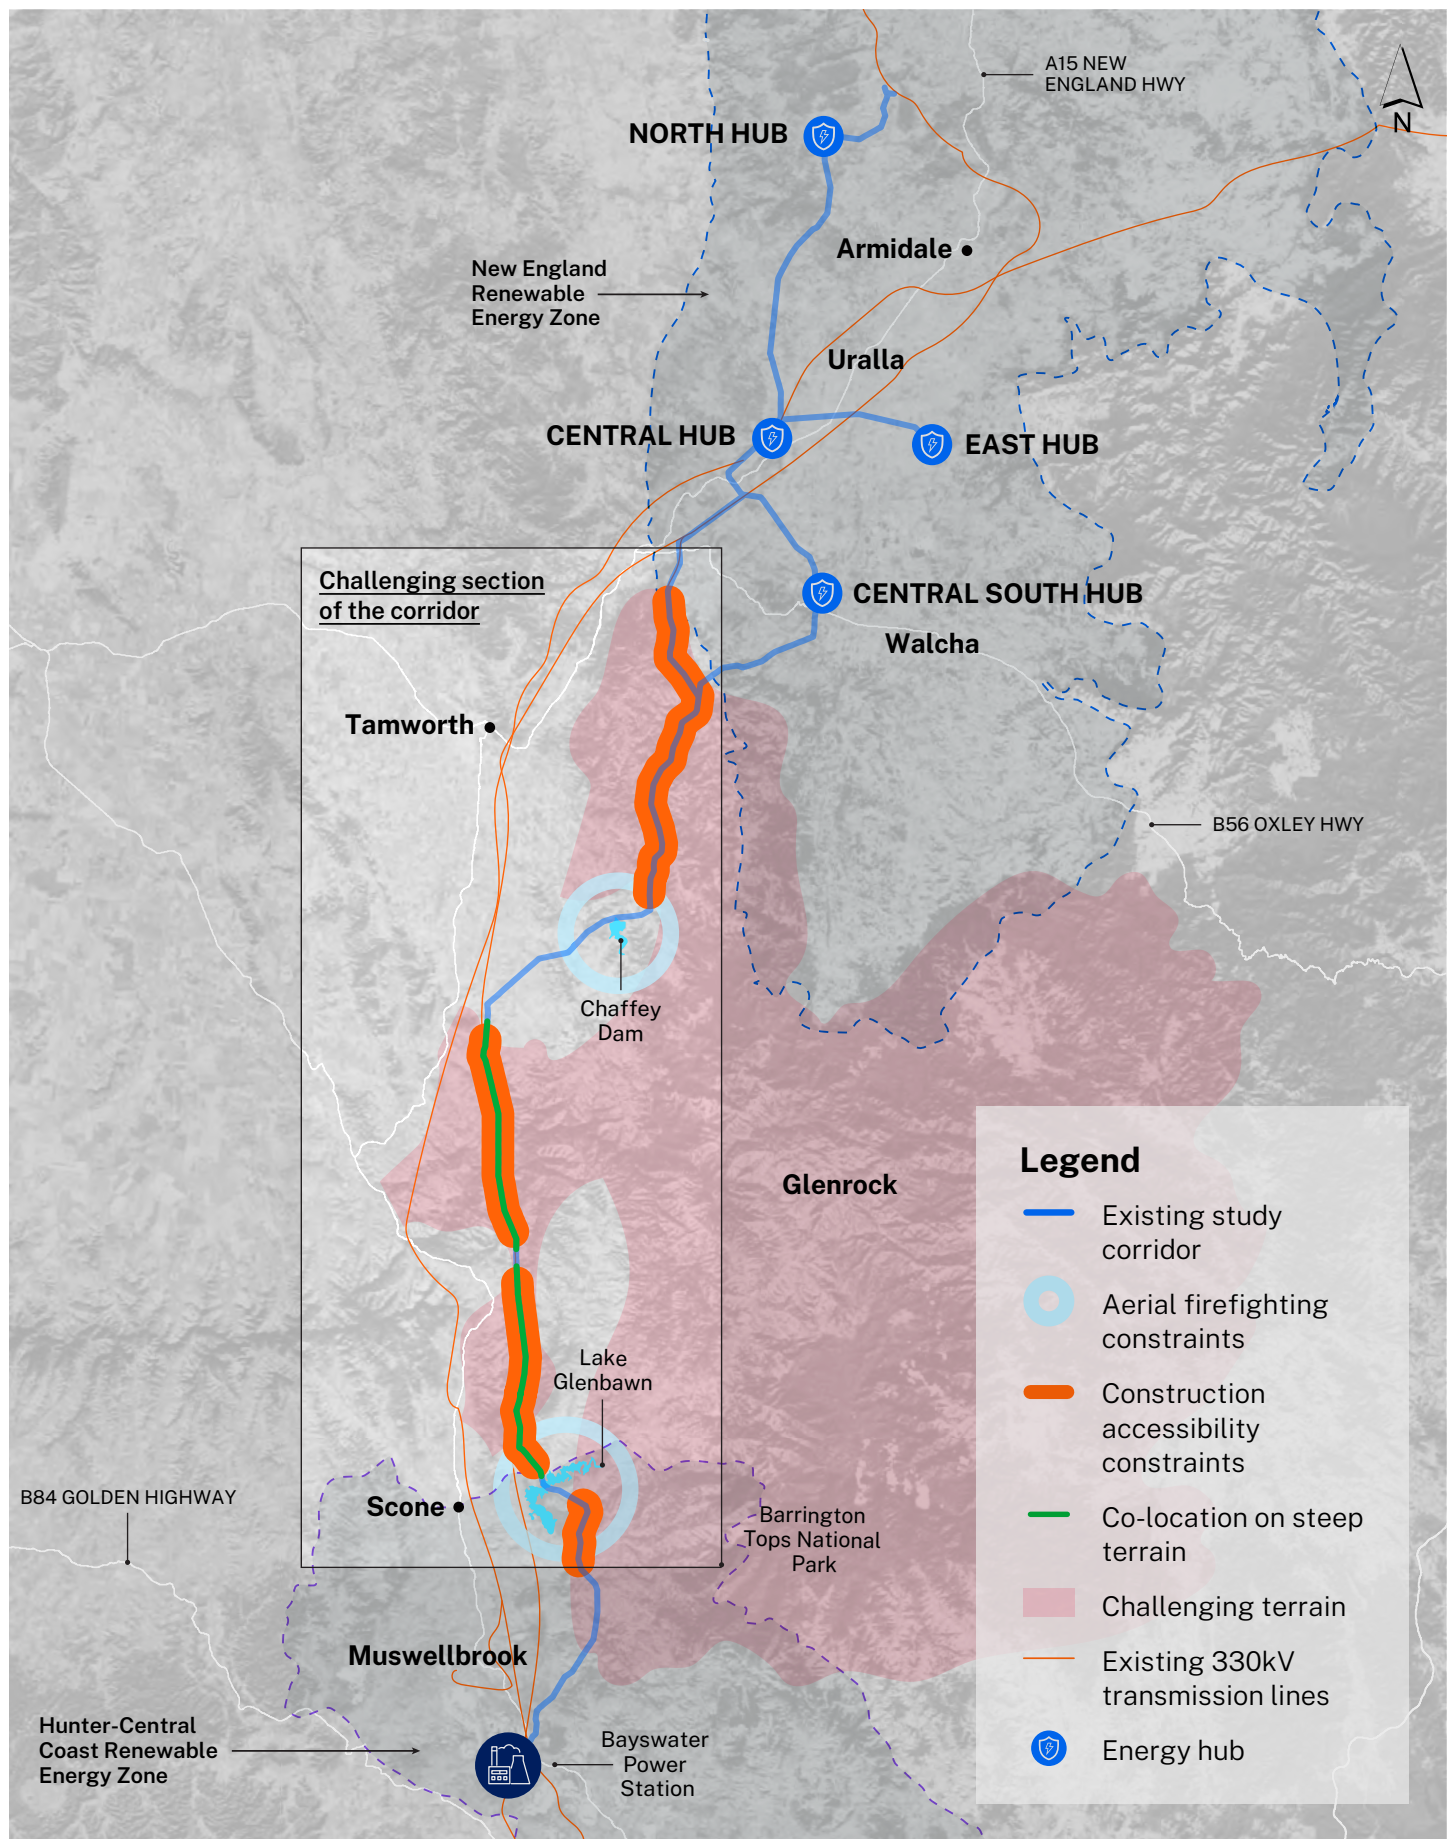 A15 NEW
ENGLAND HWY
N
NORTH HUB
Armidale
New England
Renewable
Energy Zone
Uralla
CENTRAL HUB
EAST HUB
Challenging section
of the corridor
CENTRAL SOUTH HUB
Walcha
Tamworth
B56 OXLEY HWY
Chaffey
Dam
Glenrock
Lake
Glenbawn
B84 GOLDEN HIGHWAY
Scone
Barrington
Tops National
Park
Muswellbrook
Hunter-Central
Coast Renewable
Energy Zone
Bayswater
Power
Station
Legend
Existing study
corridor
Aerial firefighting
constraints
Construction
accessibility
constraints
Co-location on steep
terrain
Challenging terrain
Existing 330kV
transmission lines
Energy hub